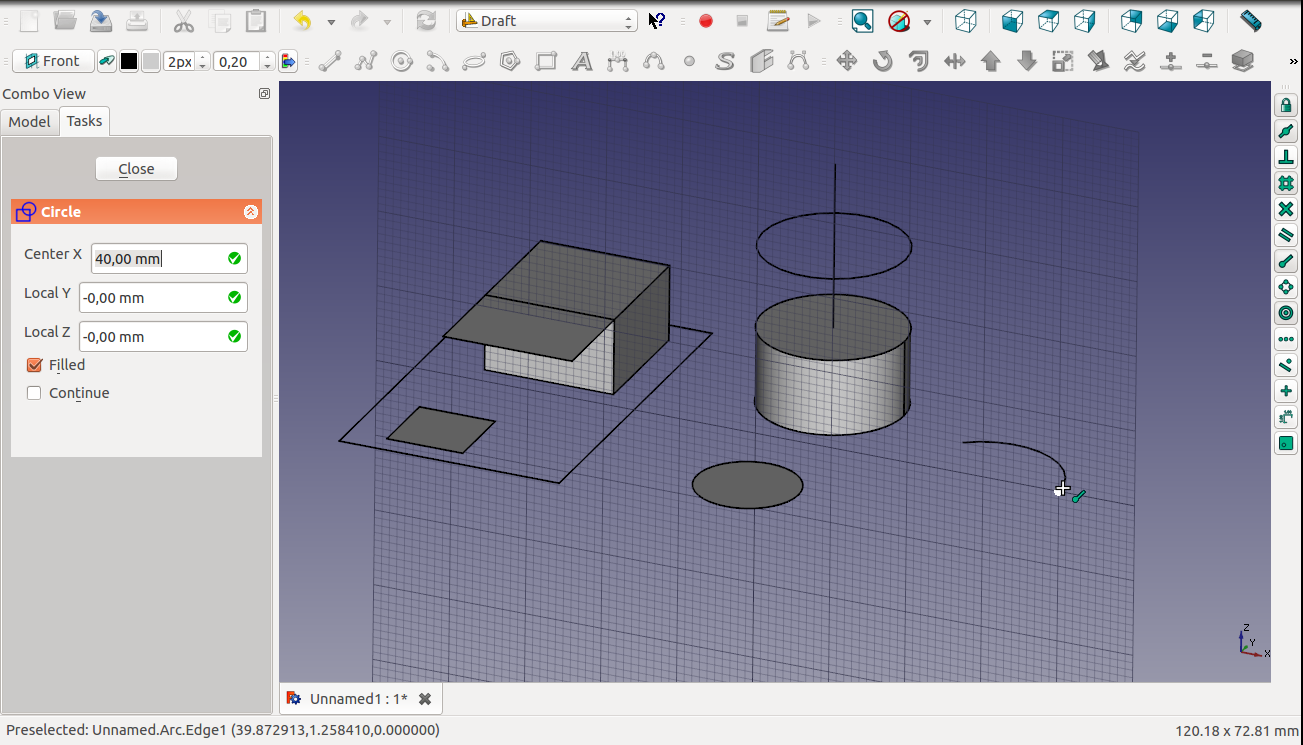 Draft
Front
2px
0,20
»
Combo View
Model
Tasks
Close
Circle
Center X
40,00 mm
Local Y
-0,00 mm
Local Z
-0,00 mm
Filled
Continue
Z
Y
X
Unnamed1 : 1*
Preselected: Unnamed.Arc.Edge1 (39.872913,1.258410,0.000000)
120.18 x 72.81 mm